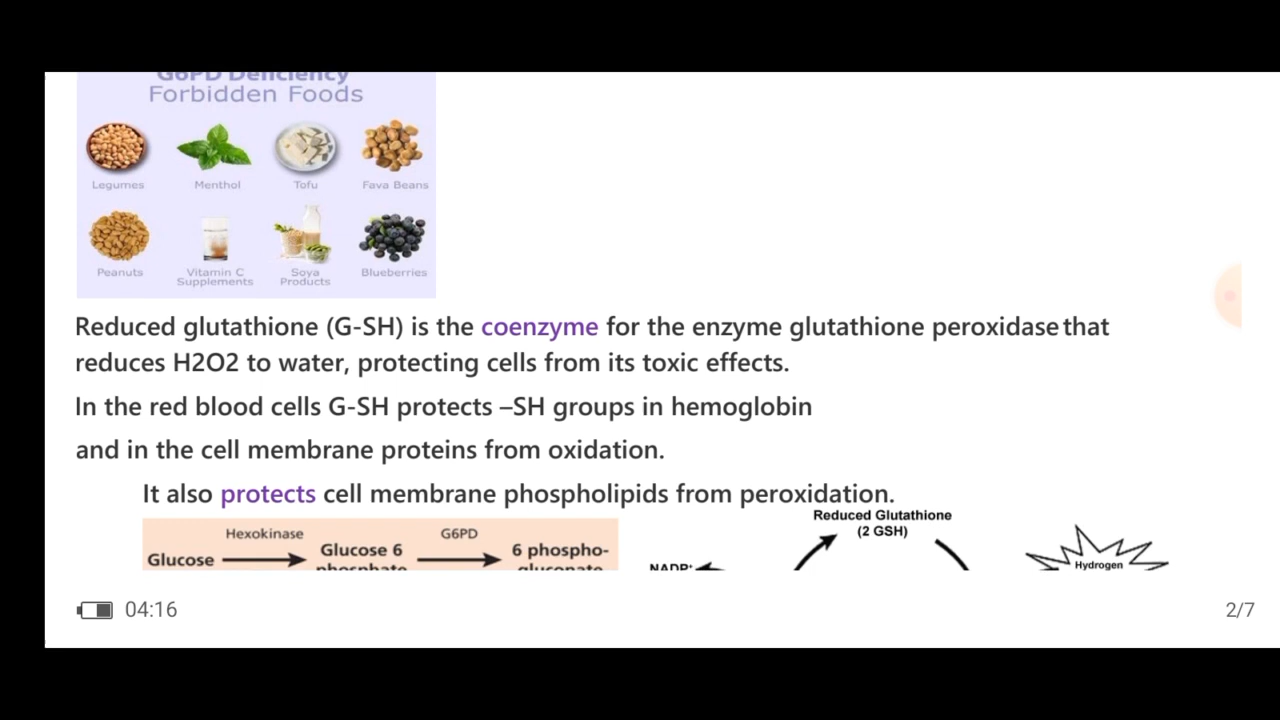 G6PD Deficiency
Forbidden Foods
Legumes Menthol Tofu Fava Beans
Peanuts Vitamin C Supplements Soya Products Blueberries
Reduced glutathione (G-SH) is the coenzyme for the enzyme glutathione peroxidase that
reduces H2O2 to water, protecting cells from its toxic effects.
In the red blood cells G-SH protects –SH groups in hemoglobin
and in the cell membrane proteins from oxidation.
It also protects cell membrane phospholipids from peroxidation.
Hexokinase G6PD
Glucose Glucose 6 phosphate 6 phospho-gluconate
Reduced Glutathione
(2 GSH)
NADP+
Hydrogen
04:16
2/7